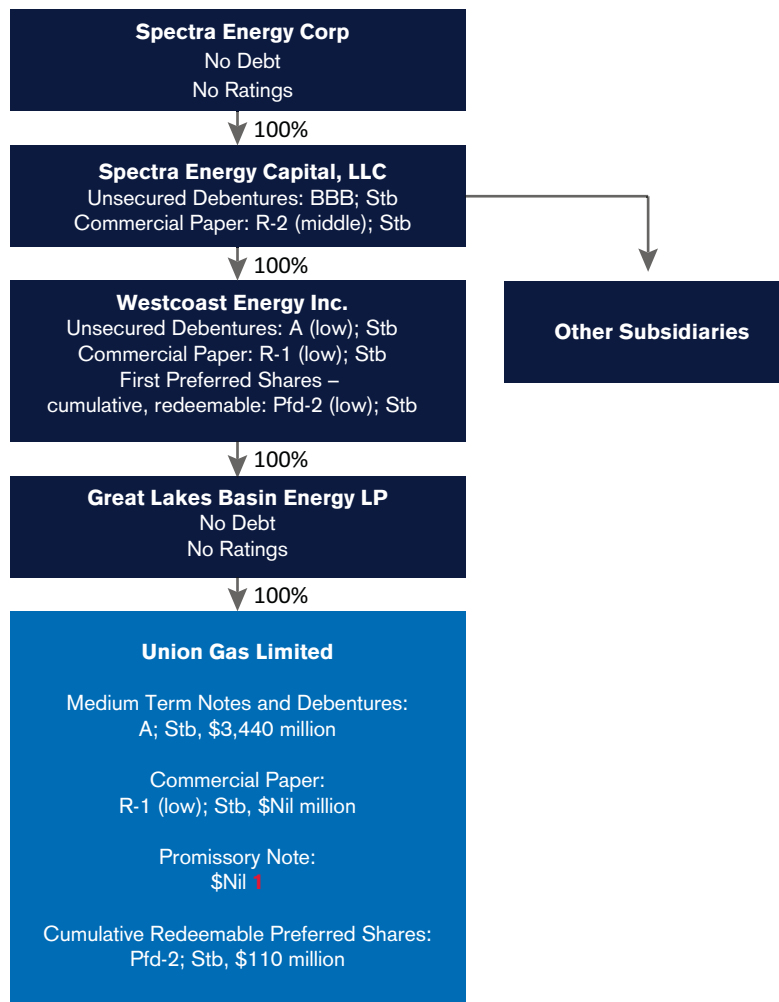 Spectra Energy Corp
No Debt
No Ratings
100%
Spectra Energy Capital, LLC
Unsecured Debentures: BBB; Stb
Commercial Paper: R-2 (middle); Stb
100%
Westcoast Energy Inc.
Unsecured Debentures: A (low); Stb
Commercial Paper: R-1 (low); Stb
First Preferred Shares –
cumulative, redeemable: Pfd-2 (low); Stb
Other Subsidiaries
100%
Great Lakes Basin Energy LP
No Debt
No Ratings
100%
Union Gas Limited
Medium Term Notes and Debentures:
A; Stb, $3,440 million
Commercial Paper:
R-1 (low); Stb, $Nil million
Promissory Note:
$Nil 1
Cumulative Redeemable Preferred Shares:
Pfd-2; Stb, $110 million